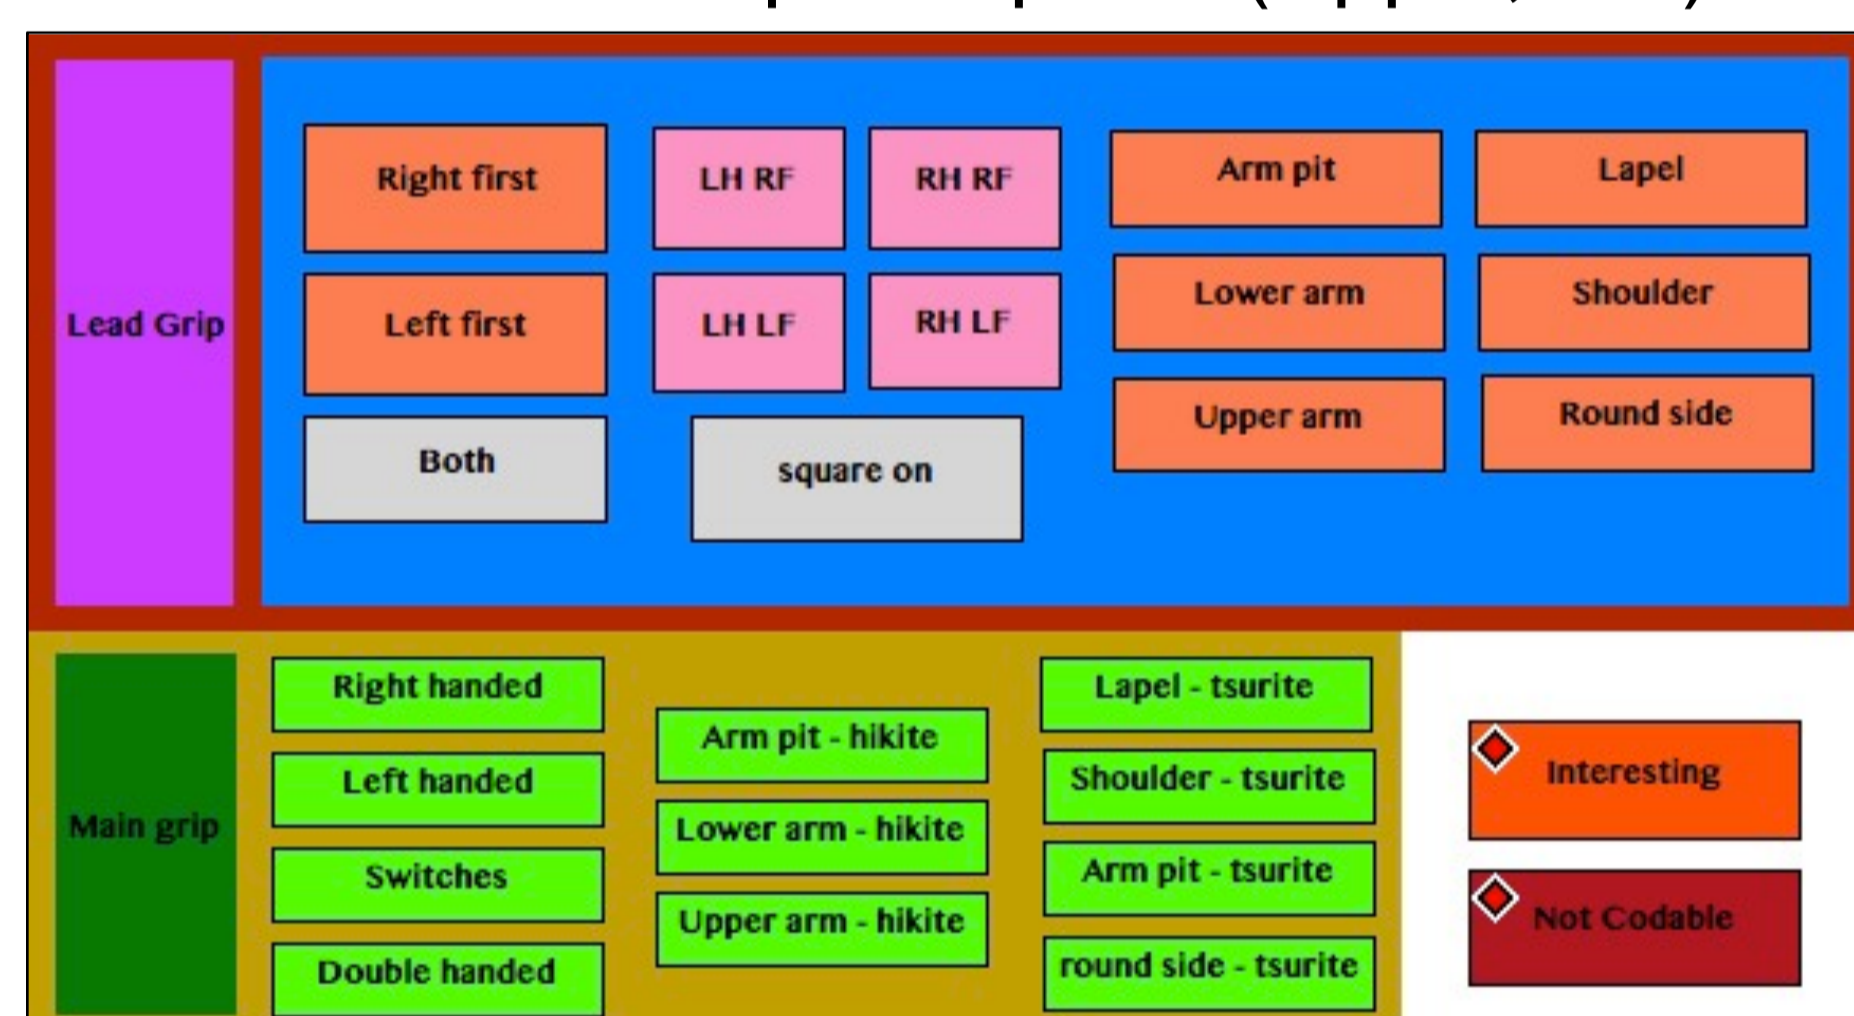 Lead Grip
Right first
LH RF
RH RF
Arm pit
Lapel
Left first
LH LF
RH LF
Lower arm
Shoulder
Both
square on
Upper arm
Round side
Main grip
Right handed
Left handed
Switches
Double handed
Arm pit - hikite
Lower arm - hikite
Upper arm - hikite
Lapel - tsurite
Shoulder - tsurite
Arm pit - tsurite
round side - tsurite
Interesting
Not Codable